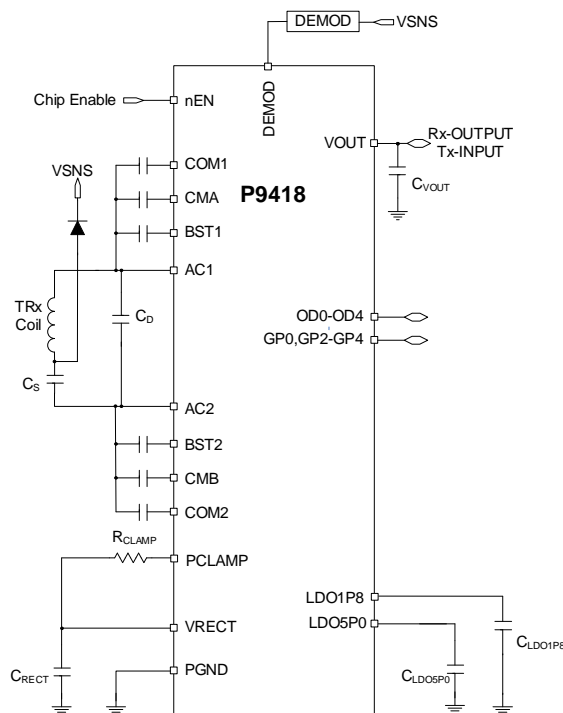 DEMOD
VSNS
Chip Enable
nEN
DEMOD
VOUT
Rx-OUTPUT
Tx-INPUT
CVOUT
VSNS
COM1
CMA
P9418
BST1
AC1
TRx
Coil
CD
OD0-OD4
GP0,GP2-GP4
CS
AC2
BST2
CMB
COM2
RCLAMP
PCLAMP
LDO1P8
VRECT
LDO5P0
CLDO1P8
CRECT
PGND
CLDO5P0